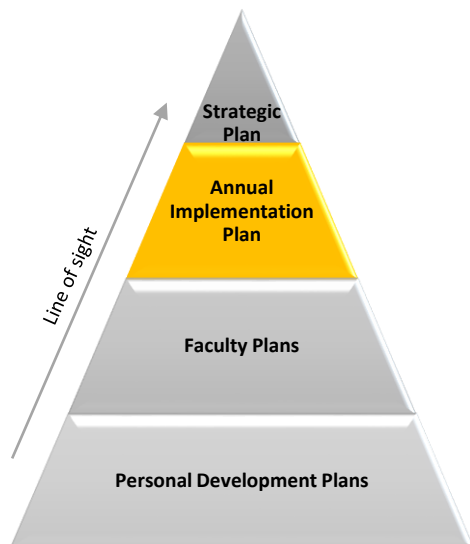 Strategic
Plan
Annual
Implementation
Plan
Line of sight
Faculty Plans
Personal Development Plans